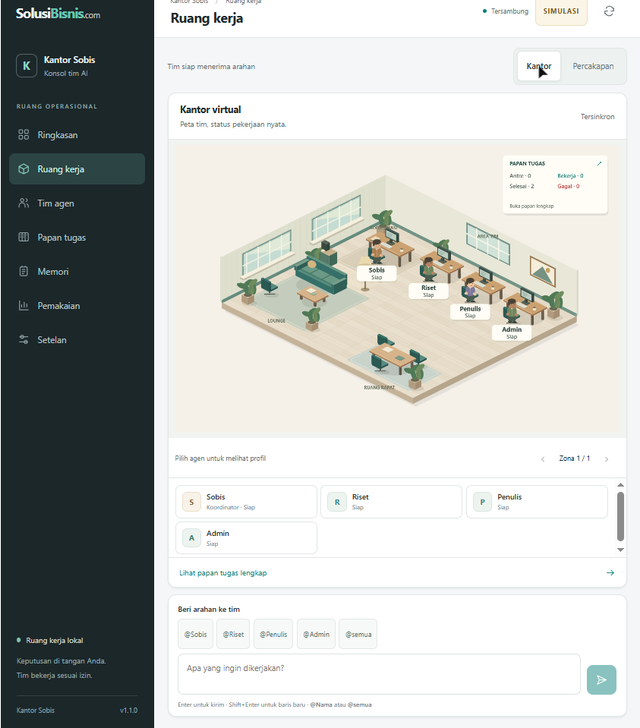 SolusiBisnis.com
K
Kantor Sobis
Konsol tim AI
RUANG OPERASIONAL
Ringkasan
Ruang kerja
Tim agen
Papan tugas
Memori
Pemakaian
Setelan
Ruang kerja lokal
Keputusan di tangan Anda.
Tim bekerja sesuai izin.
Kantor Sobis v1.1.0
Kantor Sobis / Ruang kerja
Ruang kerja
Tersambung
SIMULASI
Tim siap menerima arahan
Kantor Percakapan
Kantor virtual
Peta tim, status pekerjaan nyata.
Tersinkron
PAPAN TUGAS
Antre · 0 Bekerja · 0
Selesai · 2 Gagal · 0
Buka papan lengkap
AREA TIM
Sobis
Siap
Riset
Siap
Penulis
Siap
Admin
Siap
LOUNGE
RUANG RAPAT
Pilih agen untuk melihat profil
Zona 1 / 1
S
Sobis
Koordinator · Siap
R
Riset
Siap
P
Penulis
Siap
A
Admin
Siap
Lihat papan tugas lengkap
Beri arahan ke tim
@Sobis @Riset @Penulis @Admin @semua
Apa yang ingin dikerjakan?
Enter untuk kirim · Shift+Enter untuk baris baru · @Nama atau @semua